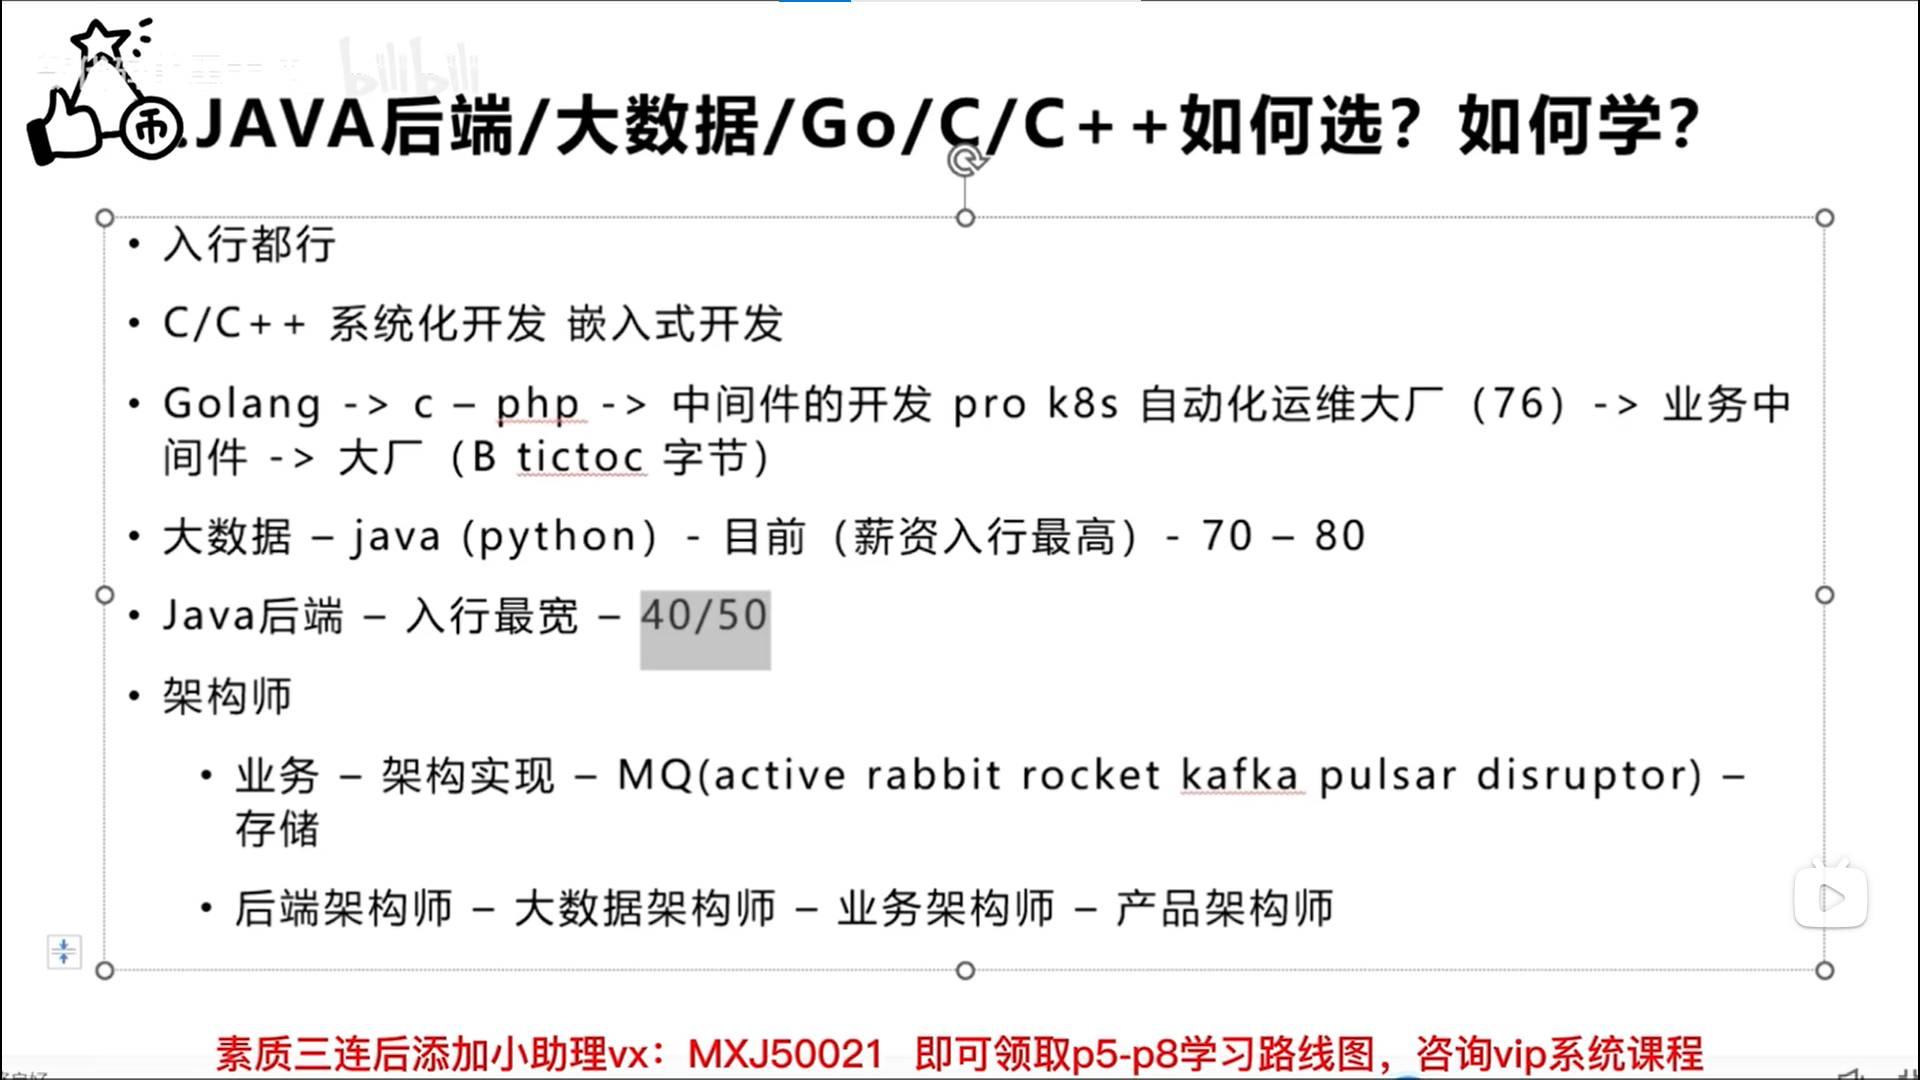 bilibili
.JAVA后端/大数据/Go/C/C++如何选？如何学？
• 入行都行
• C/C++ 系统化开发 嵌入式开发
• Golang -> c – php -> 中间件的开发 pro k8s 自动化运维大厂（76）-> 业务中
间件 -> 大厂（B tictoc 字节）
• 大数据 – java (python）- 目前（薪资入行最高）- 70 – 80
• Java后端 – 入行最宽 – 40/50
• 架构师
• 业务 – 架构实现 – MQ(active rabbit rocket kafka pulsar disruptor) –
存储
• 后端架构师 – 大数据架构师 – 业务架构师 – 产品架构师
素质三连后添加小助理vx：MXJ50021 即可领取p5-p8学习路线图，咨询vip系统课程